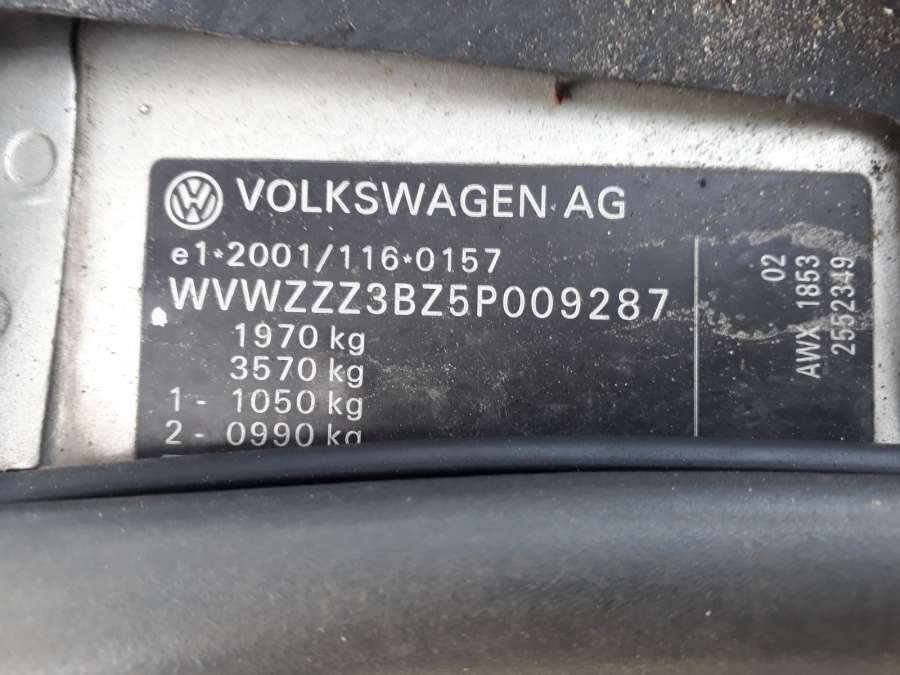 VOLKSWAGEN AG
e1*2001/116*0157
WVWZZZ3BZ5P009287
1970 kg
3570 kg
1 - 1050 kg
2 - 0990 kg
02
AWX 1853
2552349